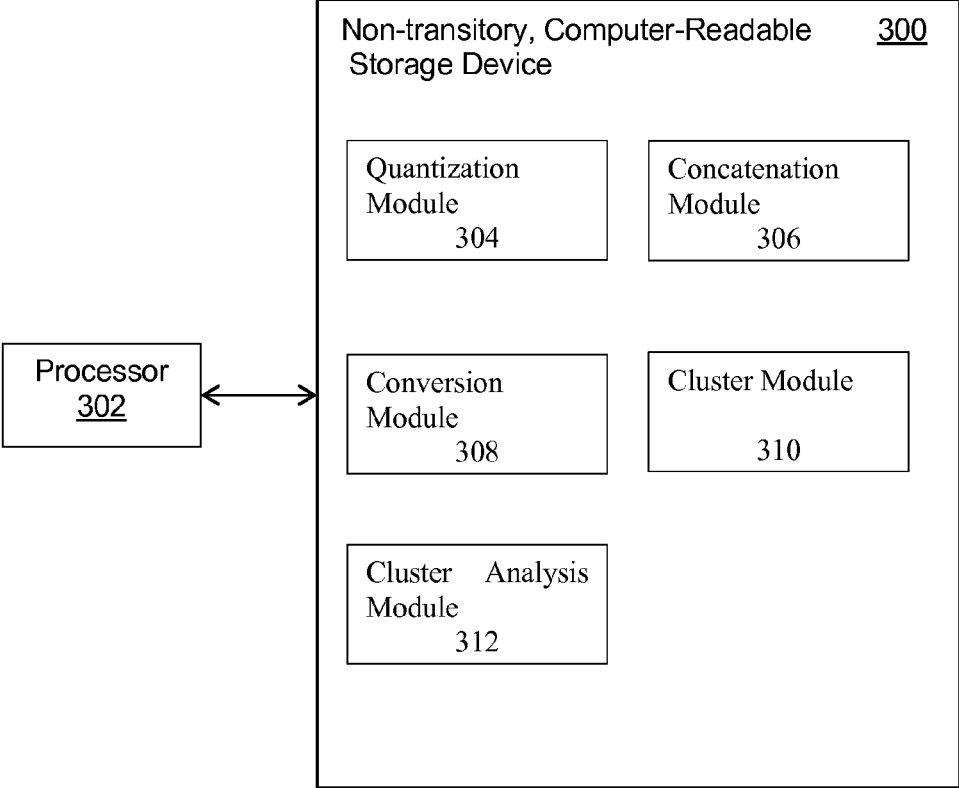 Non-transitory, Computer-Readable 300
Storage Device
Quantization
Module
304
Concatenation
Module
306
Processor
302
Conversion
Module
308
Cluster Module
310
Cluster Analysis
Module
312